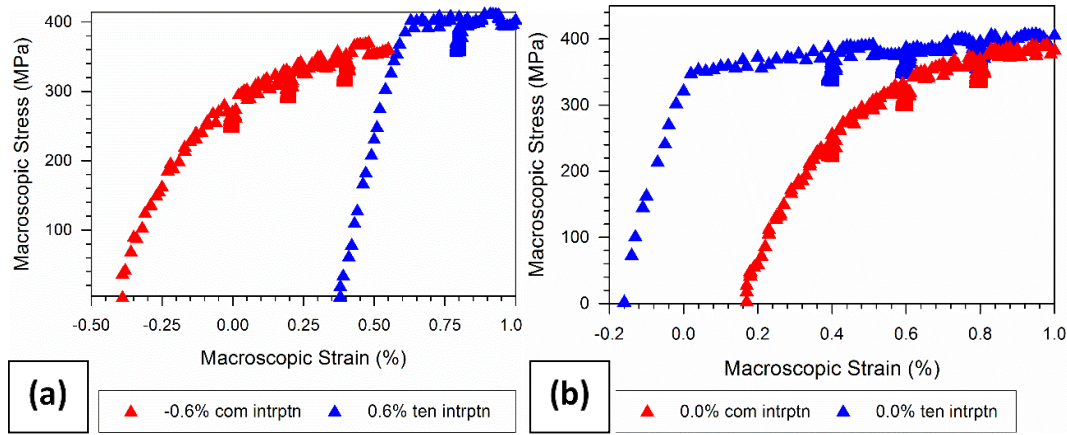 400
300
200
100
Macroscopic Stress (MPa)
-0.50
-0.25
0.00
0.25
0.50
0.75
1.0
Macroscopic Strain (%)
(a)
-0.6% com intrptn
0.6% ten intrptn
400
300
200
100
0
Macroscopic Stress (MPa)
-0.2
0.0
0.2
0.4
0.6
0.8
1.0
Macroscopic Strain (%)
(b)
0.0% com intrptn
0.0% ten intrptn